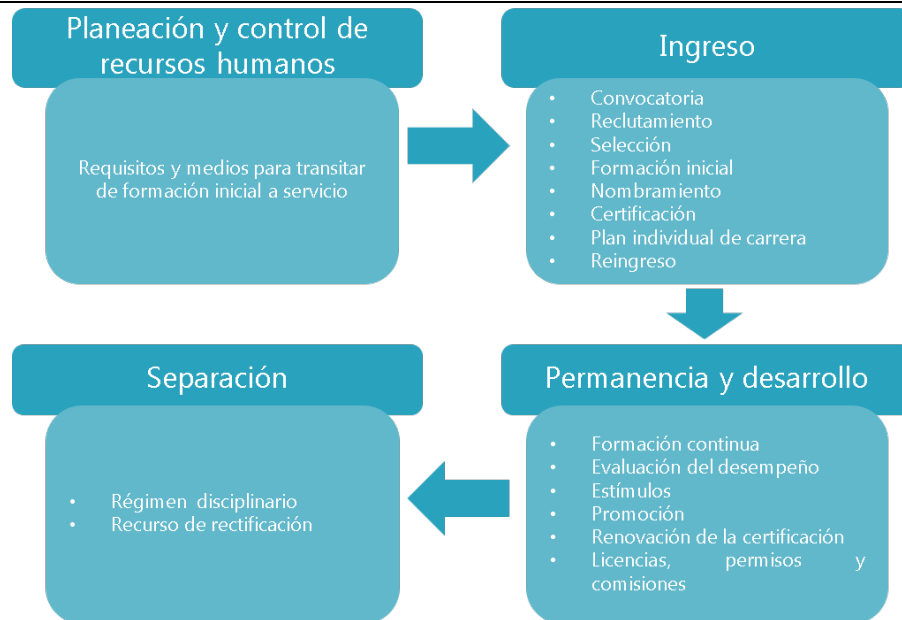 Planeación y control de
recursos humanos
Requisitos y medios para transitar
de formación inicial a servicio
Ingreso
• Convocatoria
• Reclutamiento
• Selección
• Formación inicial
• Nombramiento
• Certificación
• Plan individual de carrera
• Reingreso
Separación
• Régimen disciplinario
• Recurso de rectificación
Permanencia y desarrollo
• Formación continua
• Evaluación del desempeño
• Estímulos
• Promoción
• Renovación de la certificación
• Licencias, permisos y
comisiones